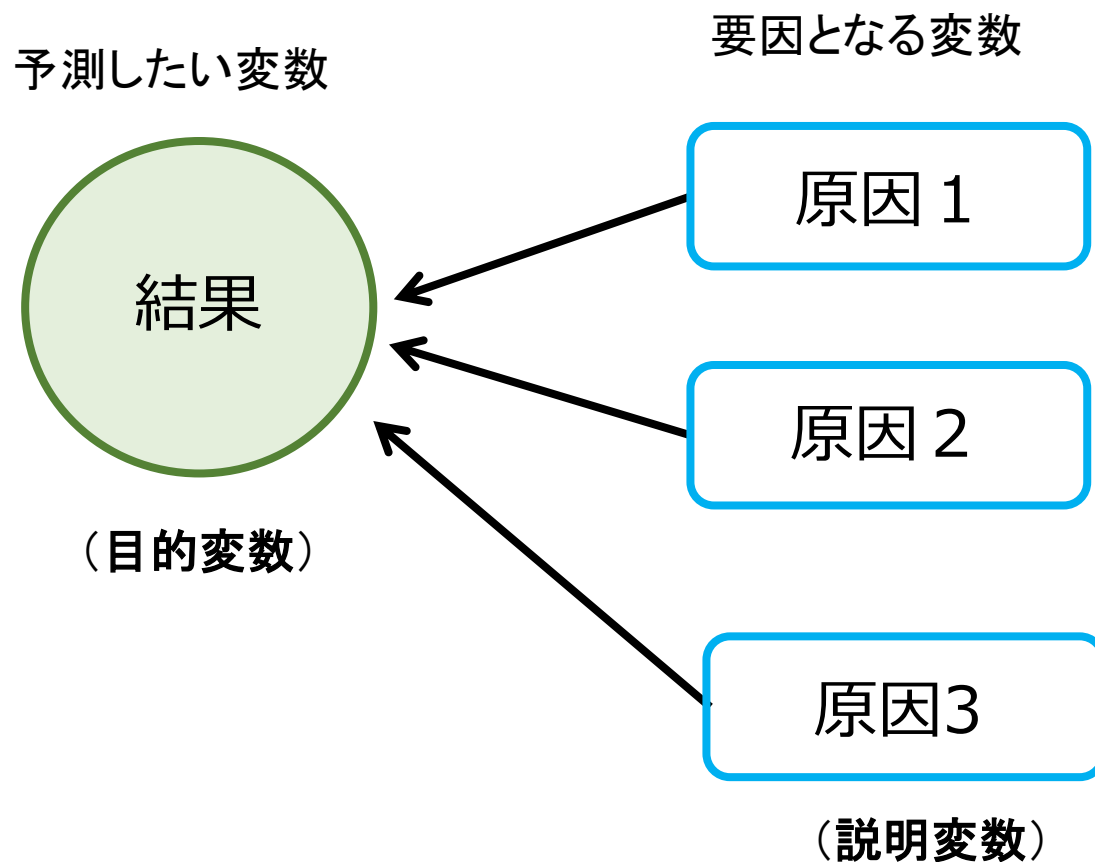 予測したい変数
要因となる変数
結果
原因１
原因２
原因3
（目的変数）
（説明変数）